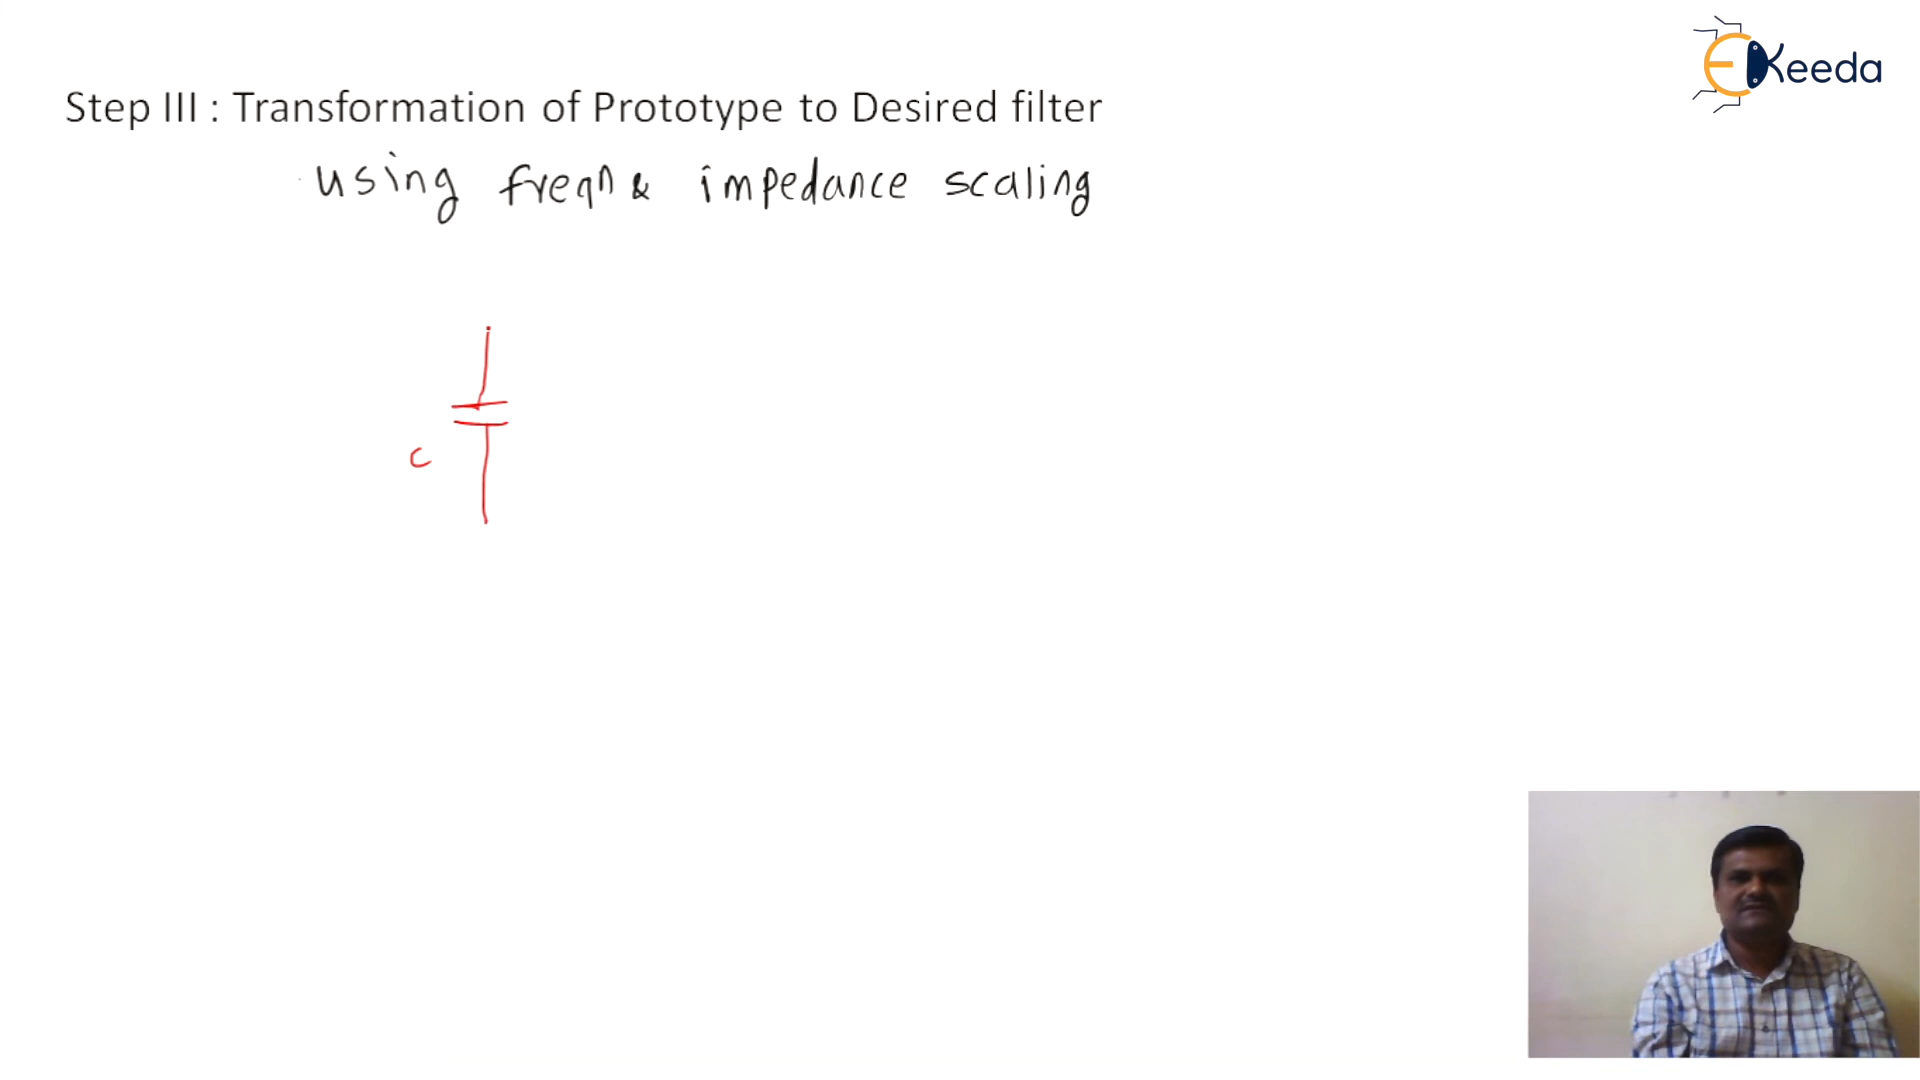 EKeeda
Step III : Transformation of Prototype to Desired filter
using freqn & impedance scaling
c